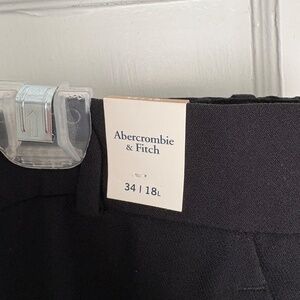 Abercrombie
& Fitch
34 | 18L